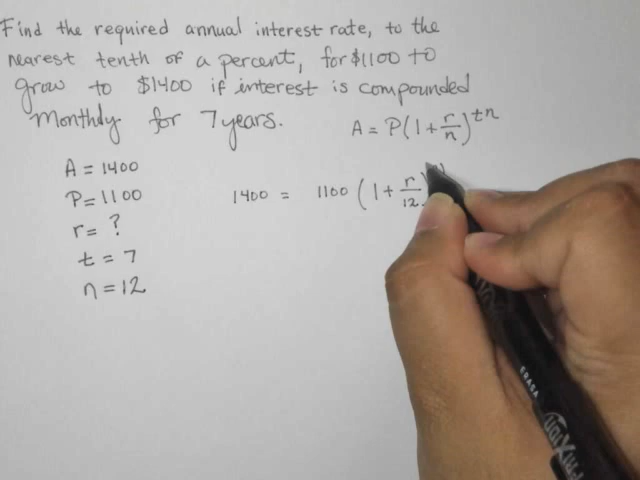 Find the required annual interest rate, to the
nearest tenth of a percent, for $1100 to
grow to $1400 if interest is compounded
Monthly for 7 years.
A = P(1+r/n)^tn
A = 1400
P= 1100
1400 = 1100 (1+r/12)
r= ?
t = 7
n = 12
ERASA